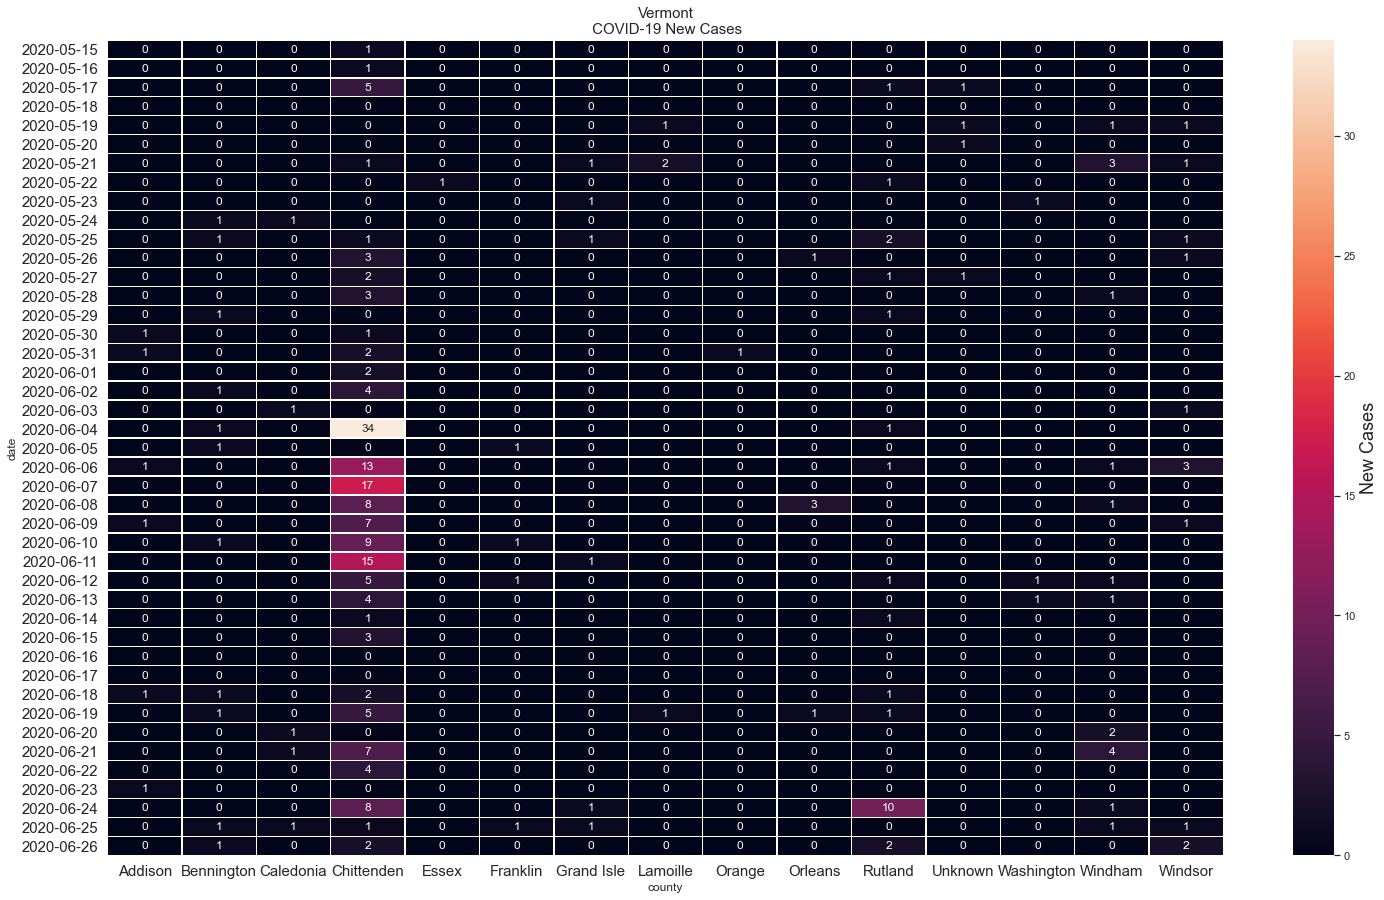 Vermont
COVID-19 New Cases
2020-05-15 0 0 0 1 0 0 0 0 0 0 0 0 0 0 0
2020-05-16 0 0 0 1 0 0 0 0 0 0 0 0 0 0 0
2020-05-17 0 0 0 5 0 0 0 0 0 0 1 1 0 0 0
2020-05-18 0 0 0 0 0 0 0 0 0 0 0 0 0 0 0
2020-05-19 0 0 0 0 0 0 0 1 0 0 0 1 0 1 1
2020-05-20 0 0 0 0 0 0 0 0 0 0 0 1 0 0 0
2020-05-21 0 0 0 1 0 0 1 2 0 0 0 0 0 3 1
2020-05-22 0 0 0 0 1 0 0 0 0 0 1 0 0 0 0
2020-05-23 0 0 0 0 0 0 1 0 0 0 0 0 1 0 0
2020-05-24 0 1 1 0 0 0 0 0 0 0 0 0 0 0 0
2020-05-25 0 1 0 1 0 0 1 0 0 0 2 0 0 0 1
2020-05-26 0 0 0 3 0 0 0 0 0 1 0 0 0 0 1
2020-05-27 0 0 0 2 0 0 0 0 0 0 1 1 0 0 0
2020-05-28 0 0 0 3 0 0 0 0 0 0 0 0 0 1 0
2020-05-29 0 1 0 0 0 0 0 0 0 0 1 0 0 0 0
2020-05-30 1 0 0 1 0 0 0 0 0 0 0 0 0 0 0
2020-05-31 1 0 0 2 0 0 0 0 1 0 0 0 0 0 0
2020-06-01 0 0 0 2 0 0 0 0 0 0 0 0 0 0 0
2020-06-02 0 1 0 4 0 0 0 0 0 0 0 0 0 0 0
2020-06-03 0 0 1 0 0 0 0 0 0 0 0 0 0 0 1
2020-06-04 0 1 0 34 0 0 0 0 0 0 1 0 0 0 0
2020-06-05 0 1 0 0 0 1 0 0 0 0 0 0 0 0 0
2020-06-06 1 0 0 13 0 0 0 0 0 0 1 0 0 1 3
2020-06-07 0 0 0 17 0 0 0 0 0 0 0 0 0 0 0
2020-06-08 0 0 0 8 0 0 0 0 0 3 0 0 0 1 0
2020-06-09 1 0 0 7 0 0 0 0 0 0 0 0 0 0 1
2020-06-10 0 1 0 9 0 1 0 0 0 0 0 0 0 0 0
2020-06-11 0 0 0 15 0 0 1 0 0 0 0 0 0 0 0
2020-06-12 0 0 0 5 0 1 0 0 0 0 1 0 1 1 0
2020-06-13 0 0 0 4 0 0 0 0 0 0 0 0 1 1 0
2020-06-14 0 0 0 1 0 0 0 0 0 0 1 0 0 0 0
2020-06-15 0 0 0 3 0 0 0 0 0 0 0 0 0 0 0
2020-06-16 0 0 0 0 0 0 0 0 0 0 0 0 0 0 0
2020-06-17 0 0 0 0 0 0 0 0 0 0 0 0 0 0 0
2020-06-18 1 1 0 2 0 0 0 0 0 0 1 0 0 0 0
2020-06-19 0 1 0 5 0 0 0 1 0 1 1 0 0 0 0
2020-06-20 0 0 1 0 0 0 0 0 0 0 0 0 0 2 0
2020-06-21 0 0 1 7 0 0 0 0 0 0 0 0 0 4 0
2020-06-22 0 0 0 4 0 0 0 0 0 0 0 0 0 0 0
2020-06-23 1 0 0 0 0 0 0 0 0 0 0 0 0 0 0
2020-06-24 0 0 0 8 0 0 1 0 0 0 10 0 0 1 0
2020-06-25 0 1 1 1 0 1 1 0 0 0 0 0 0 1 1
2020-06-26 0 1 0 2 0 0 0 0 0 0 2 0 0 0 2
Addison Bennington Caledonia Chittenden Essex Franklin Grand Isle Lamoille Orange Orleans Rutland Unknown Washington Windham Windsor
county
date
30
25
20
15
10
5
0
New Cases